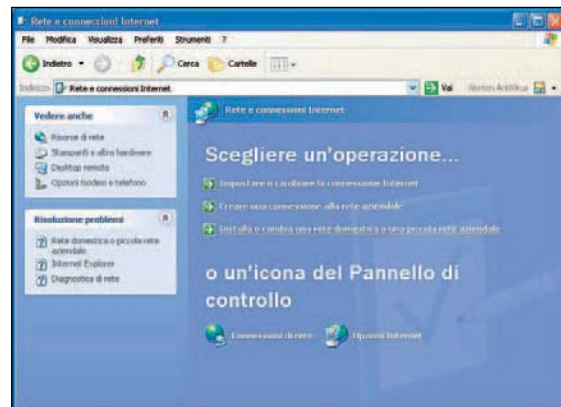 Rete e connessioni Internet
File Modifica Visualizza Preferiti Strumenti ?
Indietro Cerca Cartelle
Indirizzo Rete e connessioni Internet Vai Norton AntiVirus
Vedere anche
Risorse di rete
Stampanti e altro hardware
Desktop remoto
Opzioni modem e telefono
Risoluzione problemi
Rete domestica o piccola rete
aziendale
Internet Explorer
Diagnostica di rete
Rete e connessioni Internet
Scegliere un'operazione...
Impostare o cambiare la connessione Internet
Creare una connessione alla rete aziendale
Installa o cambia una rete domestica o una piccola rete aziendale
o un'icona del Pannello di
controllo
Connessioni di rete Opzioni Internet